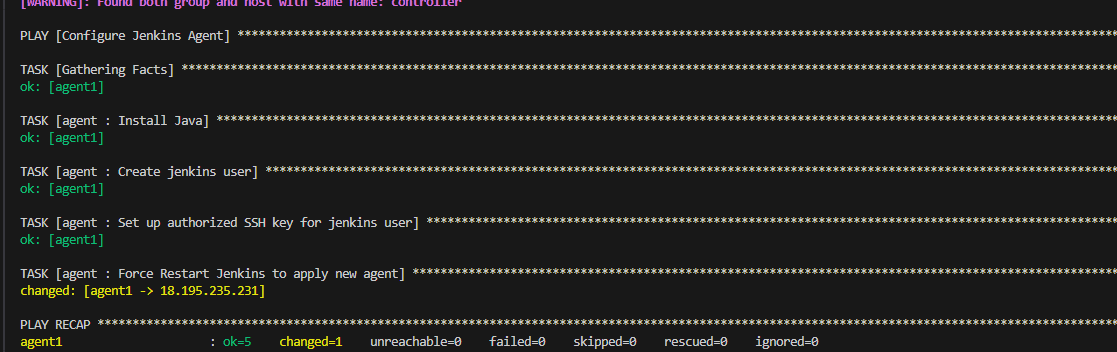 [WARNING]: Found both group and host with same name: controller
PLAY [Configure Jenkins Agent] ****************************************************************************************************************************
TASK [Gathering Facts] ************************************************************************************************************************************
ok: [agent1]
TASK [agent : Install Java] *******************************************************************************************************************************
ok: [agent1]
TASK [agent : Create jenkins user] ************************************************************************************************************************
ok: [agent1]
TASK [agent : Set up authorized SSH key for jenkins user] *************************************************************************************************
ok: [agent1]
TASK [agent : Force Restart Jenkins to apply new agent] ***************************************************************************************************
changed: [agent1 -> 18.195.235.231]
PLAY RECAP ************************************************************************************************************************************************
agent1 : ok=5 changed=1 unreachable=0 failed=0 skipped=0 rescued=0 ignored=0